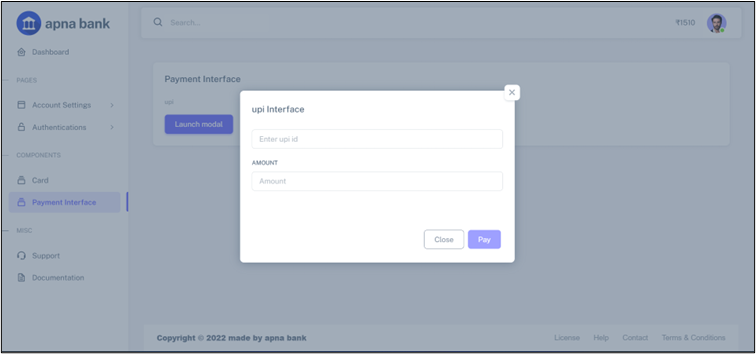 apna bank
Search...
₹1510
Dashboard
PAGES
Account Settings
Authentications
COMPONENTS
Card
Payment Interface
MISC
Support
Documentation
Payment Interface
upi
Launch modal
upi Interface
Enter upi id
AMOUNT
Amount
Close
Pay
Copyright © 2022 made by apna bank
License
Help
Contact
Terms & Conditions